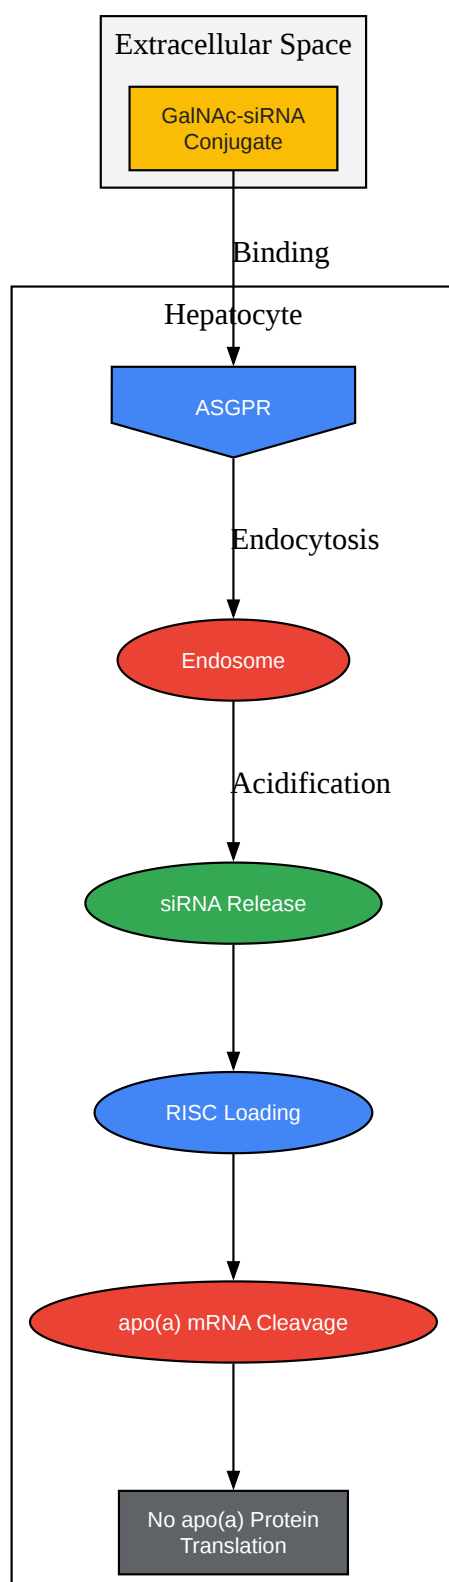 Extracellular Space
GalNAc-siRNA
Conjugate
Binding
Hepatocyte
ASGPR
Endocytosis
Endosome
Acidification
siRNA Release
RISC Loading
apo(a) mRNA Cleavage
No apo(a) Protein
Translation